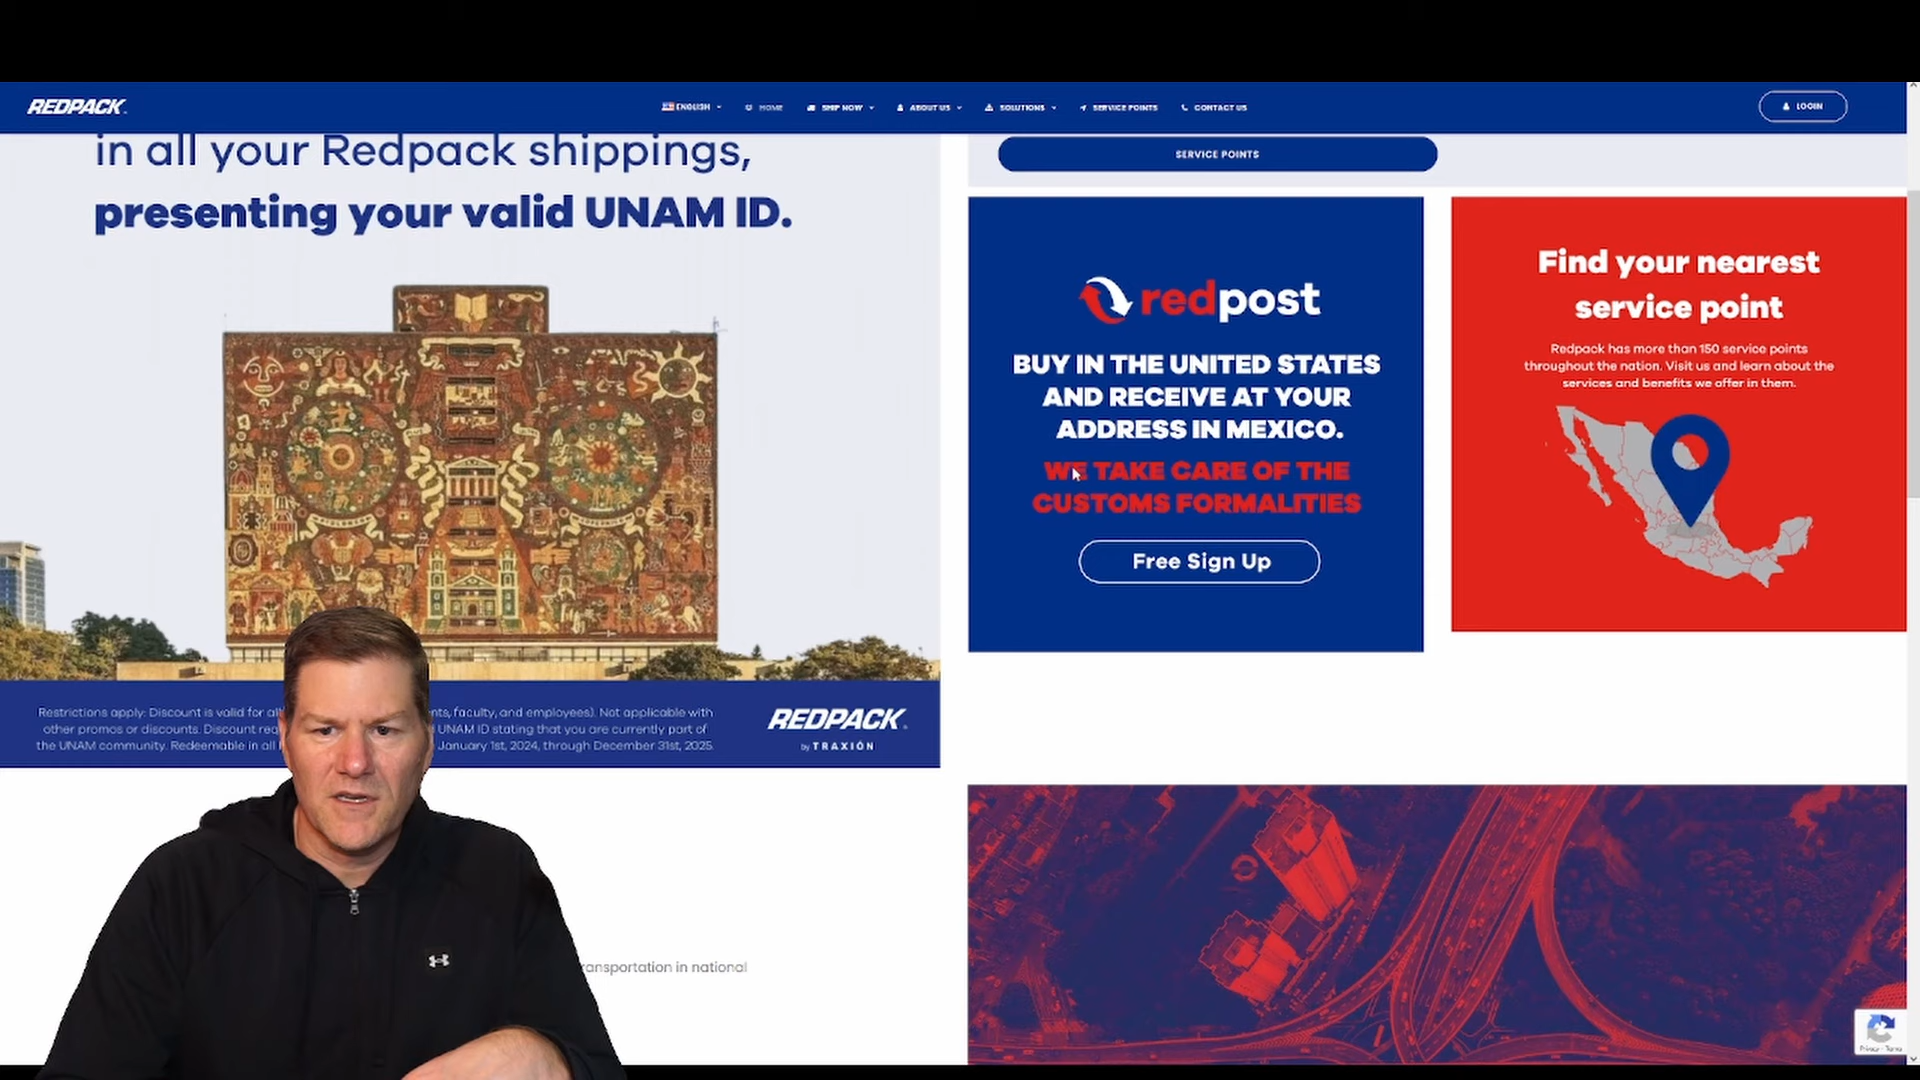 REDPACK
ENGLISH
HOME
SHIP NOW
ABOUT US
SOLUTIONS
SERVICE POINTS
CONTACT US
LOGIN
in all your Redpack shippings,
presenting your valid UNAM ID.
Restrictions apply: Discount is valid for all
nts, faculty, and employees). Not applicable with
other promos or discounts. Discount req
UNAM ID stating that you are currently part of
the UNAM community. Redeemable in all
January 1st, 2024, through December 31st, 2025.
REDPACK
by TRAXIÓN
ransportation in national
SERVICE POINTS
redpost
BUY IN THE UNITED STATES
AND RECEIVE AT YOUR
ADDRESS IN MEXICO.
WE TAKE CARE OF THE
CUSTOMS FORMALITIES
Free Sign Up
Find your nearest
service point
Redpack has more than 150 service points
throughout the nation. Visit us and learn about the
services and benefits we offer in them.
Privacy - Terms